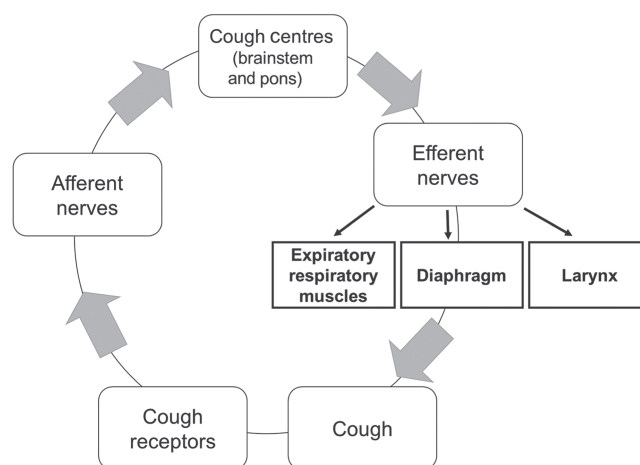 Cough centres
(brainstem
and pons)
Efferent
nerves
Afferent
nerves
Expiratory
respiratory
muscles
Diaphragm
Larynx
Cough
receptors
Cough